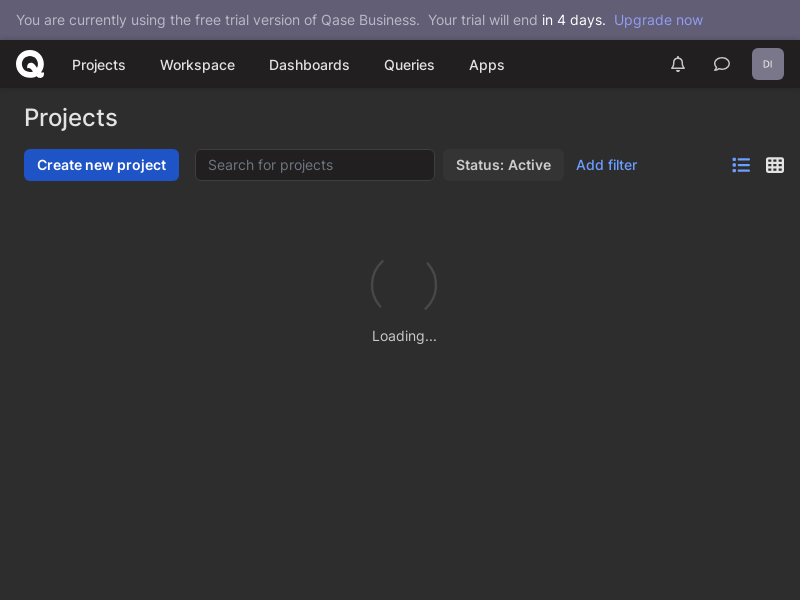 You are currently using the free trial version of Qase Business. Your trial will end in 4 days. Upgrade now
Projects Workspace Dashboards Queries Apps DI
Projects
Create new project Search for projects Status: Active Add filter
Loading...